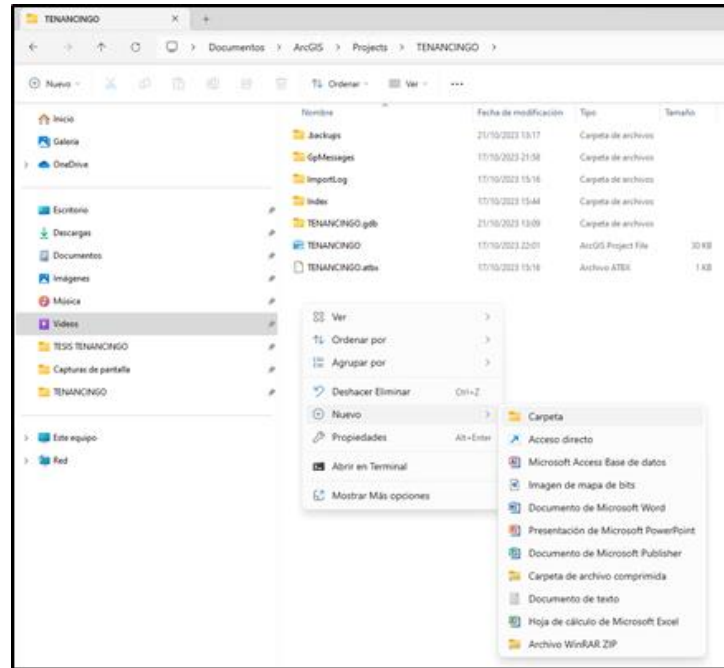 TENANCINGO
Documentos > ArcGIS > Projects > TENANCINGO >
Nuevo Ordenar Ver ...
Nombre Fecha de modificación Tipo Tamaño
Inicio
Galería
OneDrive
Escritorio
Descargas
Documentos
Imágenes
Música
Videos
TESIS TENANCINGO
Capturas de pantalla
TENANCINGO
Este equipo
Red
.backups 21/10/2023 13:17 Carpeta de archivos
GpMessages 17/10/2023 21:58 Carpeta de archivos
ImportLog 17/10/2023 15:16 Carpeta de archivos
Index 17/10/2023 15:44 Carpeta de archivos
TENANCINGO.gdb 21/10/2023 13:09 Carpeta de archivos
TENANCINGO 17/10/2023 22:01 ArcGIS Project File 30 KB
TENANCINGO.atbx 17/10/2023 15:16 Archivo ATBX 1 KB
Ver
Ordenar por
Agrupar por
Deshacer Eliminar Ctrl+Z
Nuevo
Propiedades Alt+Enter
Abrir en Terminal
Mostrar Más opciones
Carpeta
Acceso directo
Microsoft Access Base de datos
Imagen de mapa de bits
Documento de Microsoft Word
Presentación de Microsoft PowerPoint
Documento de Microsoft Publisher
Carpeta de archivo comprimida
Documento de texto
Hoja de cálculo de Microsoft Excel
Archivo WinRAR ZIP